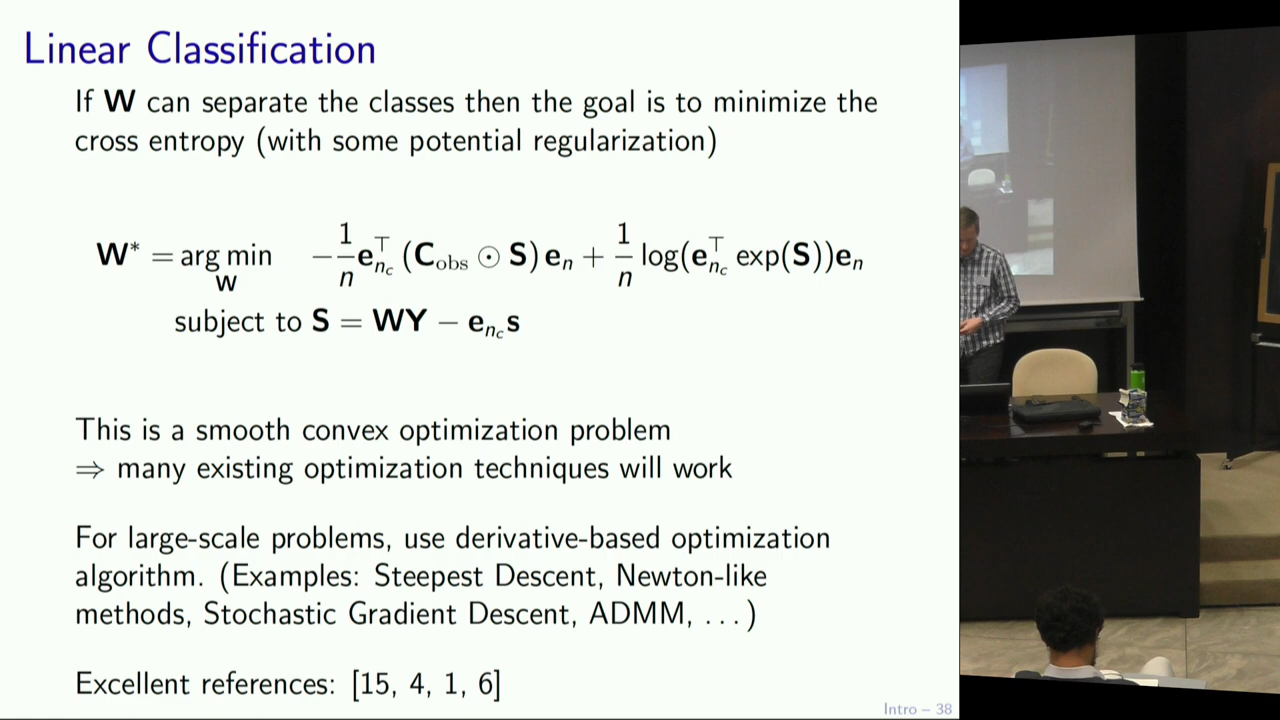 Linear Classification
If W can separate the classes then the goal is to minimize the
cross entropy (with some potential regularization)
W* = arg min_W −1/n e_{n_c}^⊤ (C_obs ⊙ S) e_n + 1/n log(e_{n_c}^⊤ exp(S))e_n
subject to S = WY − e_{n_c}s
This is a smooth convex optimization problem
⇒ many existing optimization techniques will work
For large-scale problems, use derivative-based optimization
algorithm. (Examples: Steepest Descent, Newton-like
methods, Stochastic Gradient Descent, ADMM, ...)
Excellent references: [15, 4, 1, 6]
Intro – 38